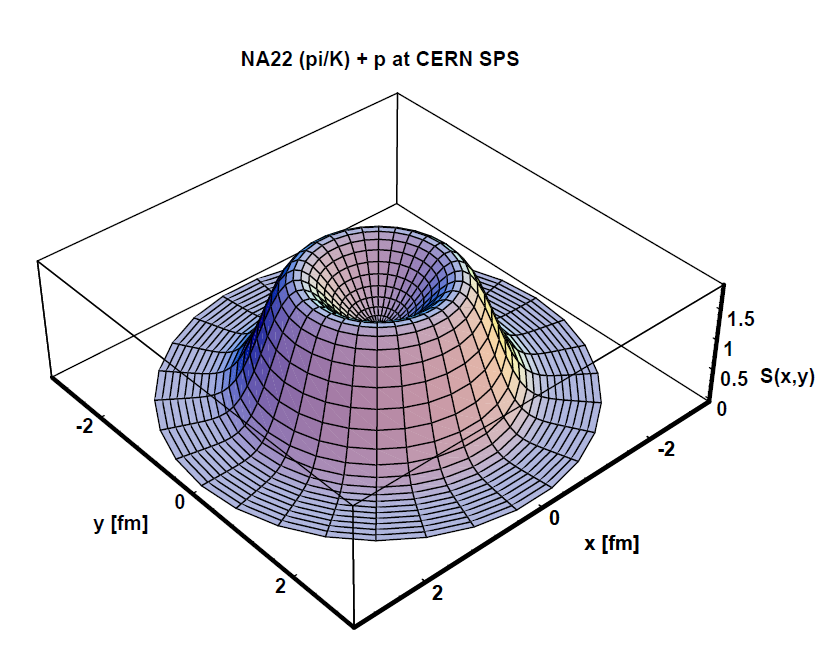 NA22 (pi/K) + p at CERN SPS
1.5
1
0.5
S(x,y)
0
-2
0
2
y [fm]
-2
0
2
x [fm]